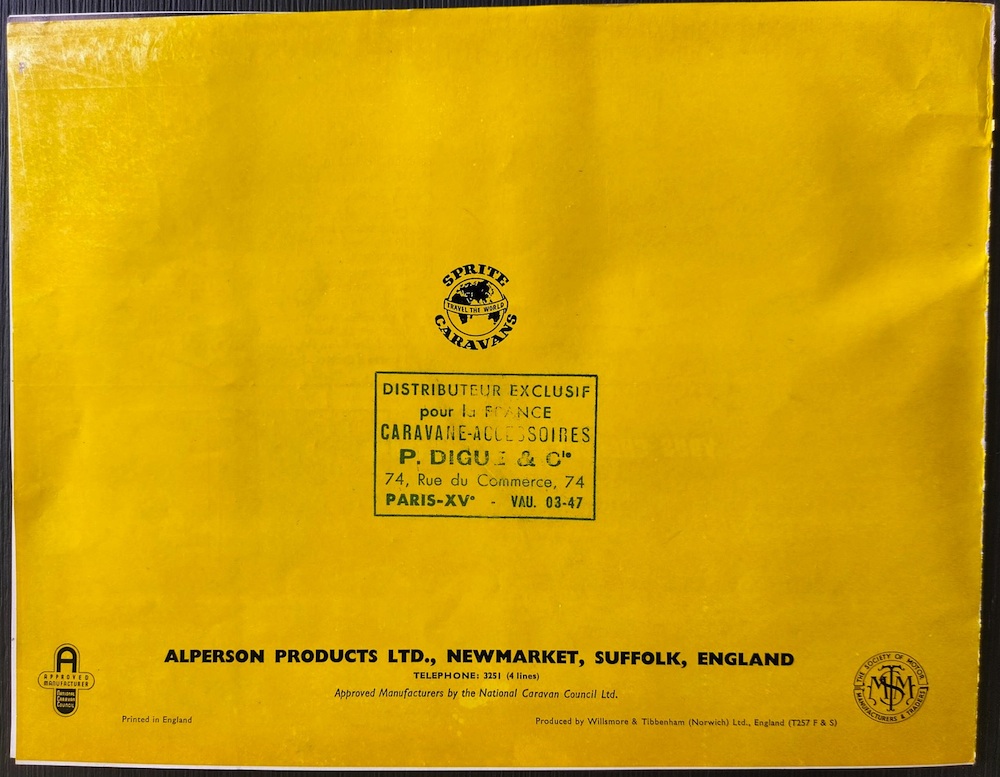 SPRITE
TRAVEL THE WORLD
CARAVANS
DISTRIBUTEUR EXCLUSIF
pour la FRANCE
CARAVANE-ACCESSOIRES
P. & Cie
74, Rue du Commerce, 74
PARIS-XVe - VAU. 03-47
ALPERSON PRODUCTS LTD., NEWMARKET, SUFFOLK, ENGLAND
TELEPHONE: 3251 (4 lines)
Approved Manufacturers by the National Caravan Council Ltd.
A
APPROVED
MANUFACTURER
NATIONAL
CARAVAN
COUNCIL
THE SOCIETY OF MOTOR
MANUFACTURERS & TRADERS
SMMT
Printed in England
Produced by Willsmore & Tibbenham (Norwich) Ltd., England (T257 F & S)